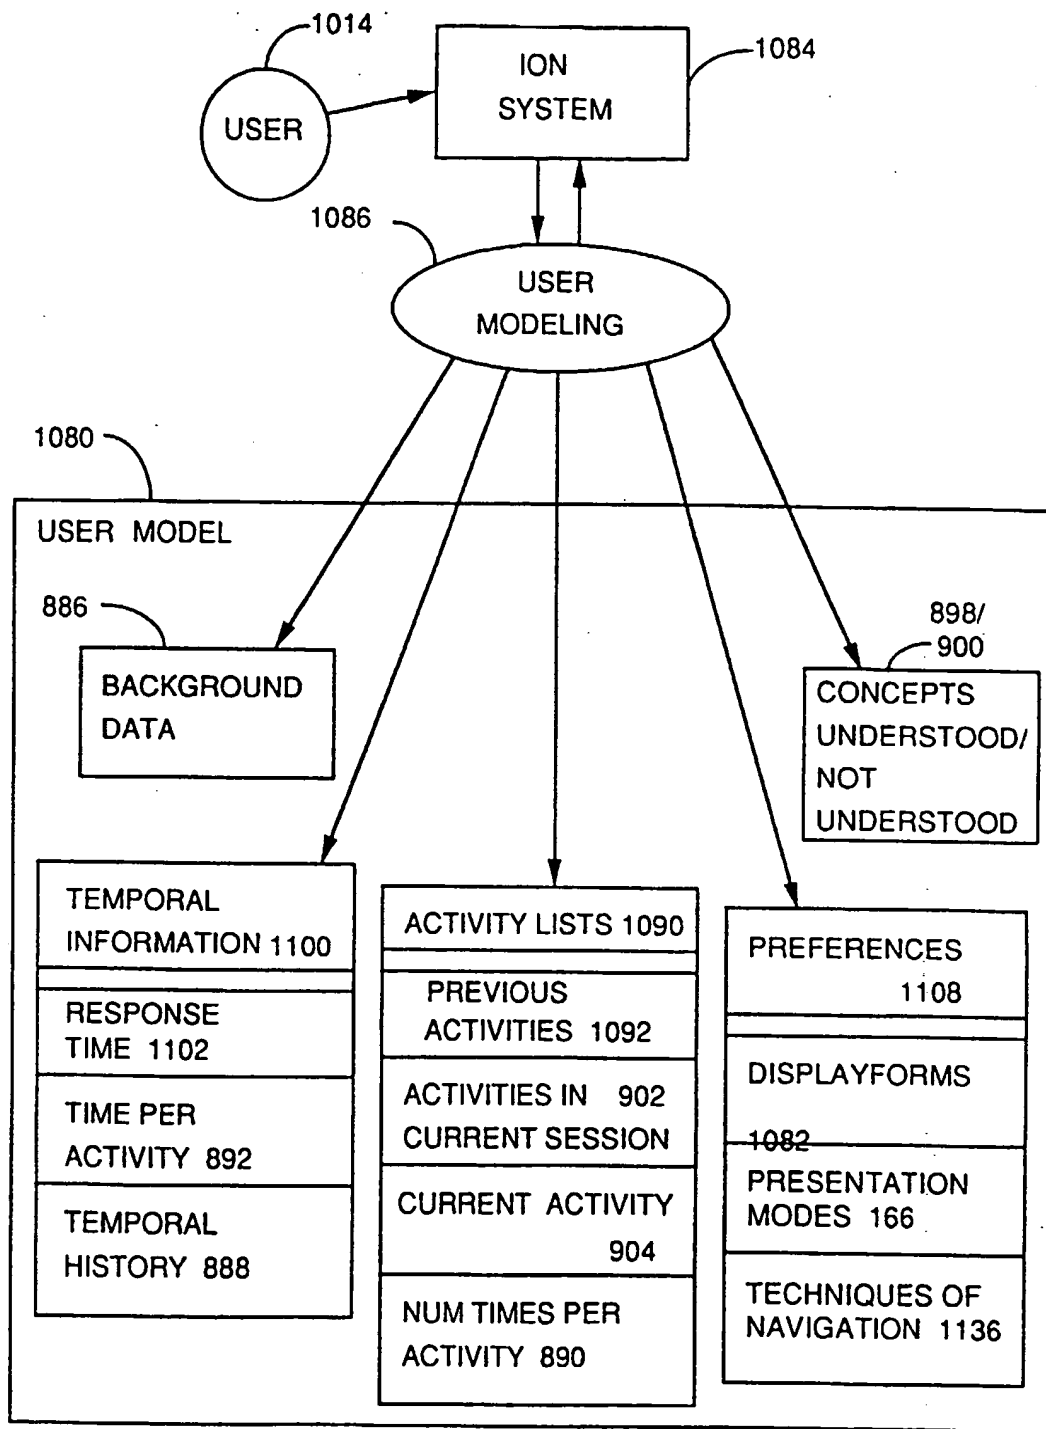 1014
ION
SYSTEM
1084
USER
1086
USER
MODELING
1080
USER MODEL
886
BACKGROUND
DATA
898/
900
CONCEPTS
UNDERSTOOD/
NOT
UNDERSTOOD
TEMPORAL
INFORMATION 1100
RESPONSE
TIME 1102
TIME PER
ACTIVITY 892
TEMPORAL
HISTORY 888
ACTIVITY LISTS 1090
PREVIOUS
ACTIVITIES 1092
ACTIVITIES IN 902
CURRENT SESSION
CURRENT ACTIVITY
904
NUM TIMES PER
ACTIVITY 890
PREFERENCES
1108
DISPLAYFORMS
1082
PRESENTATION
MODES 166
TECHNIQUES OF
NAVIGATION 1136